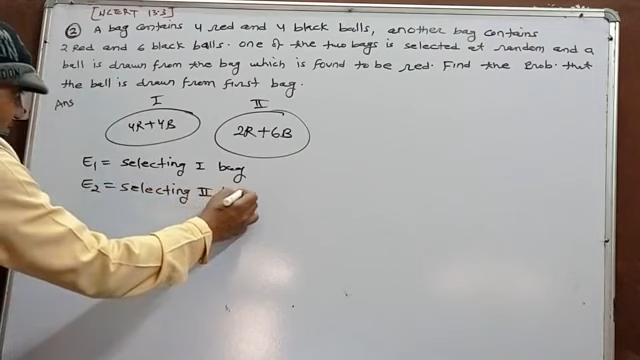 [NCERT 13.3]
② A bag contains 4 red and 4 black balls, another bag contains
2 Red and 6 black balls. One of the two bags is selected at random and a
ball is drawn from the bag which is found to be red. Find the Prob. that
the ball is drawn from first bag.
Ans
I II
4R+4B 2R+6B
E1 = selecting I bag
E2 = selecting II